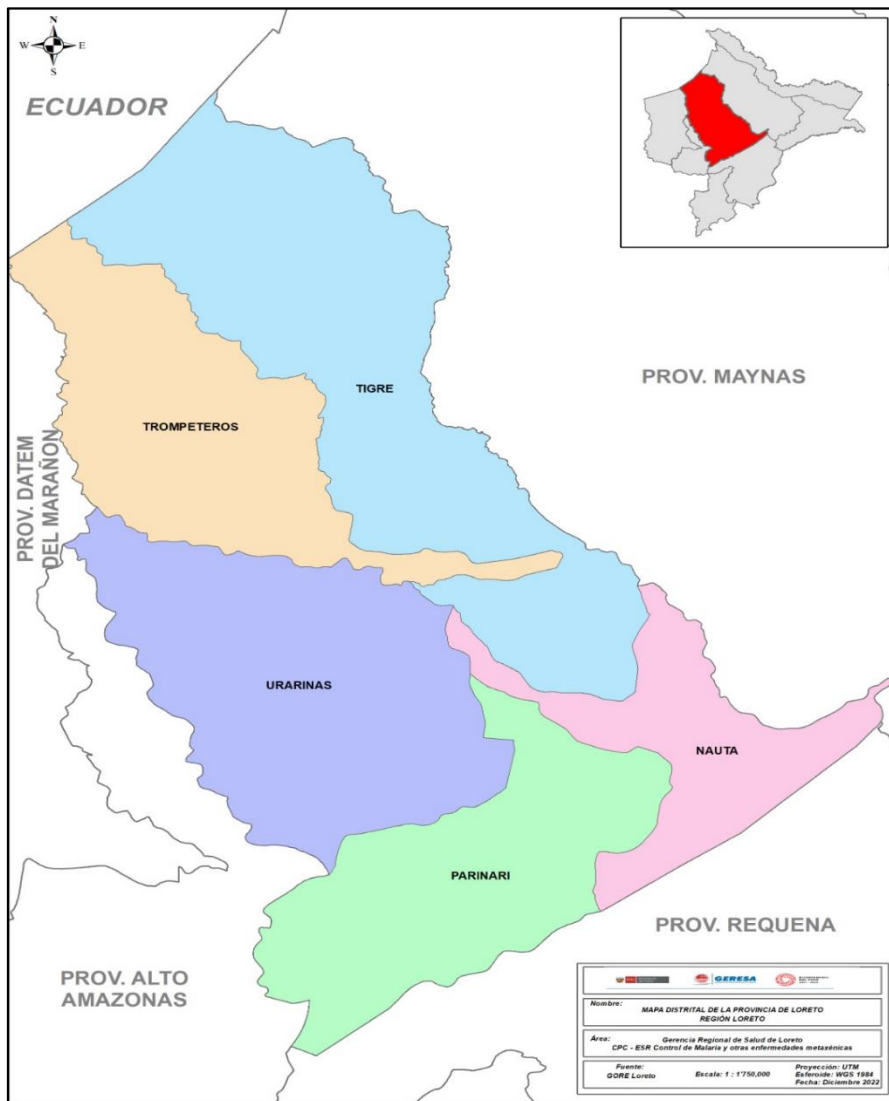 N
W E
S
ECUADOR
PROV. MAYNAS
TIGRE
TROMPETEROS
PROV. DATEM
DEL MARAÑON
URARINAS
NAUTA
PARINARI
PROV. REQUENA
PROV. ALTO
AMAZONAS
GERESA
Nombre:
MAPA DISTRITAL DE LA PROVINCIA DE LORETO
REGIÓN LORETO
Área:
Gerencia Regional de Salud de Loreto
CPC - ESR Control de Malaria y otras enfermedades metaxénicas
Fuente:
GORE Loreto
Escala: 1 : 1'750,000
Proyección: UTM
Esferoide: WGS 1984
Fecha: Diciembre 2022